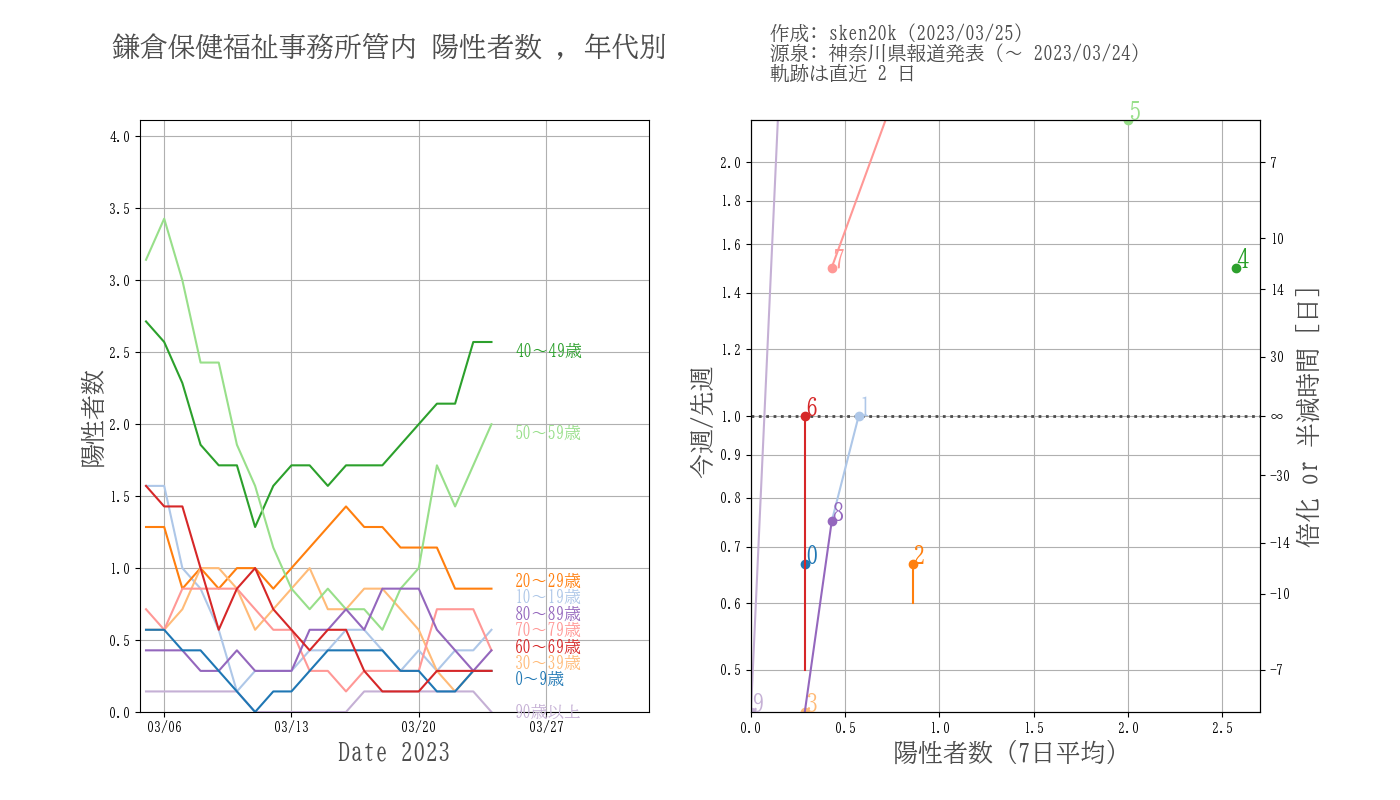 鎌倉保健福祉事務所管内 陽性者数 , 年代別
作成: sken20k (2023/03/25)
源泉: 神奈川県報道発表 (～ 2023/03/24)
軌跡は直近 2 日
陽性者数
4.0
3.5
3.0
2.5
2.0
1.5
1.0
0.5
0.0
40～49歳
50～59歳
20～29歳
10～19歳
80～89歳
70～79歳
60～69歳
30～39歳
0～9歳
90歳以上
03/06
03/13
03/20
03/27
Date 2023
今週/先週
2.0
1.8
1.6
1.4
1.2
1.0
0.9
0.8
0.7
0.6
0.5
5
7
4
6
1
8
0
2
9
3
0.0
0.5
1.0
1.5
2.0
2.5
陽性者数 (7日平均)
7
10
14
30
∞
-30
-14
-10
-7
倍化 or 半減時間 [日]